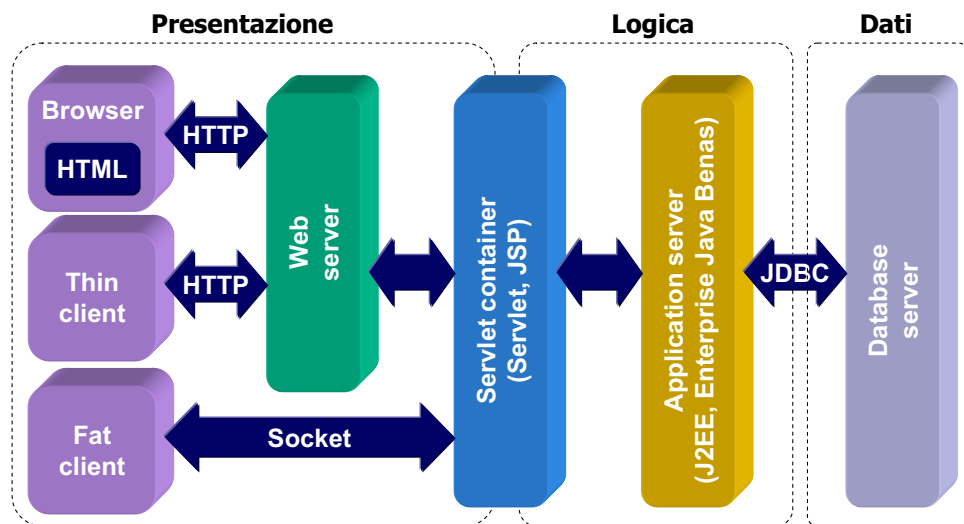 Presentazione
Logica
Dati
Browser
HTML
HTTP
Thin
client
HTTP
Fat
client
Socket
Web
server
Servlet container
(Servlet, JSP)
Application server
(J2EE, Enterprise Java Benas)
JDBC
Database
server